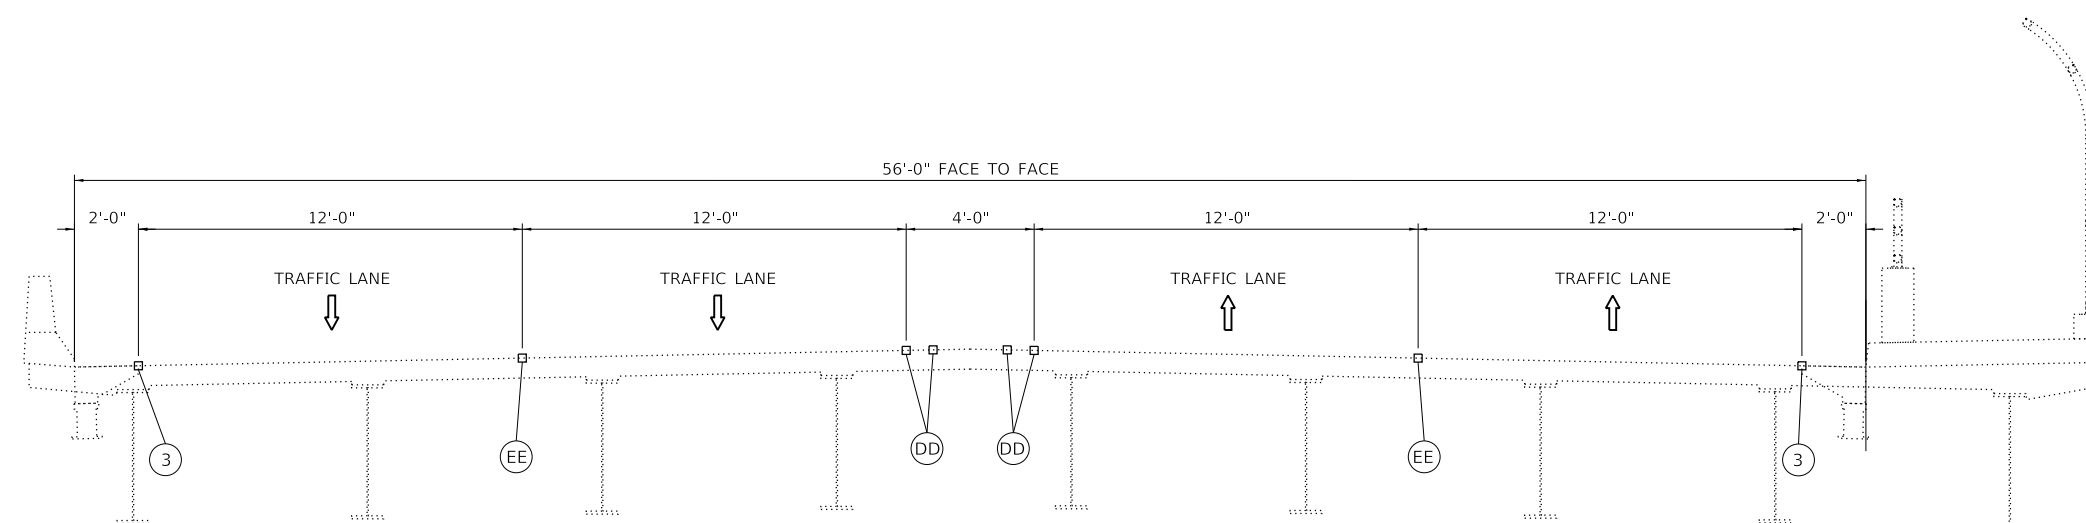 56'-0" FACE TO FACE
2'-0" 12'-0" 12'-0" 4'-0" 12'-0" 12'-0" 2'-0"
TRAFFIC LANE TRAFFIC LANE TRAFFIC LANE TRAFFIC LANE
3 EE DD DD EE 3